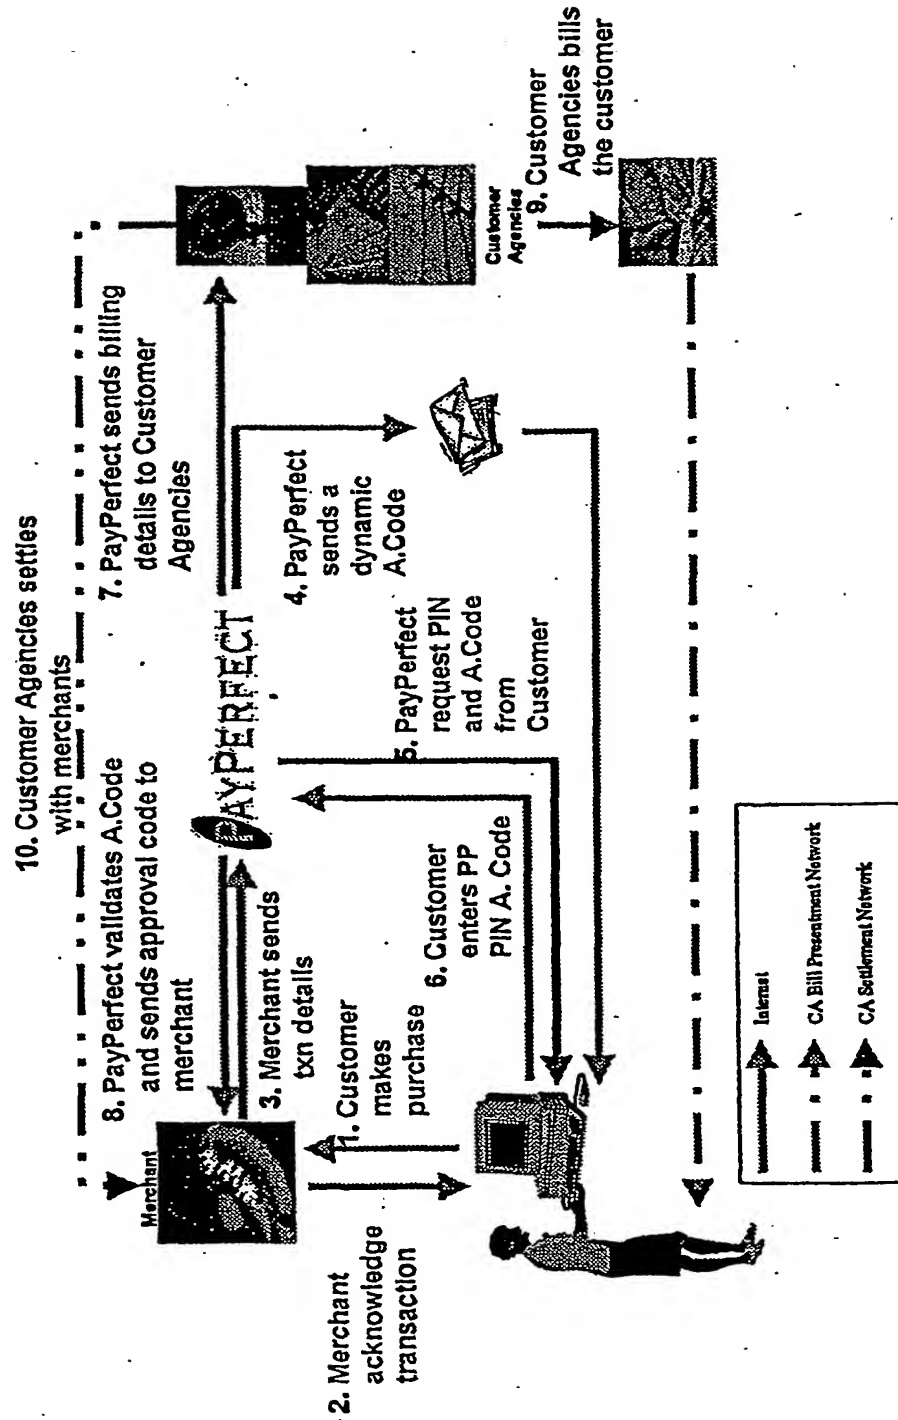 10. Customer Agencies settles
with merchants
8. PayPerfect validates A.Code
and sends approval code to
merchant
7. PayPerfect sends billing
details to Customer
Agencies
Merchant
PAYPERFECT
3. Merchant sends
txn details
4. PayPerfect
sends a
dynamic
A.Code
1. Customer
makes
purchase
2. Merchant
acknowledge
transaction
5. PayPerfect
request PIN
and A.Code
from
Customer
6. Customer
enters PP
PIN A. Code
Customer
Agencies
9. Customer
Agencies bills
the customer
Internet
CA Bill Presentment Network
CA Settlement Network